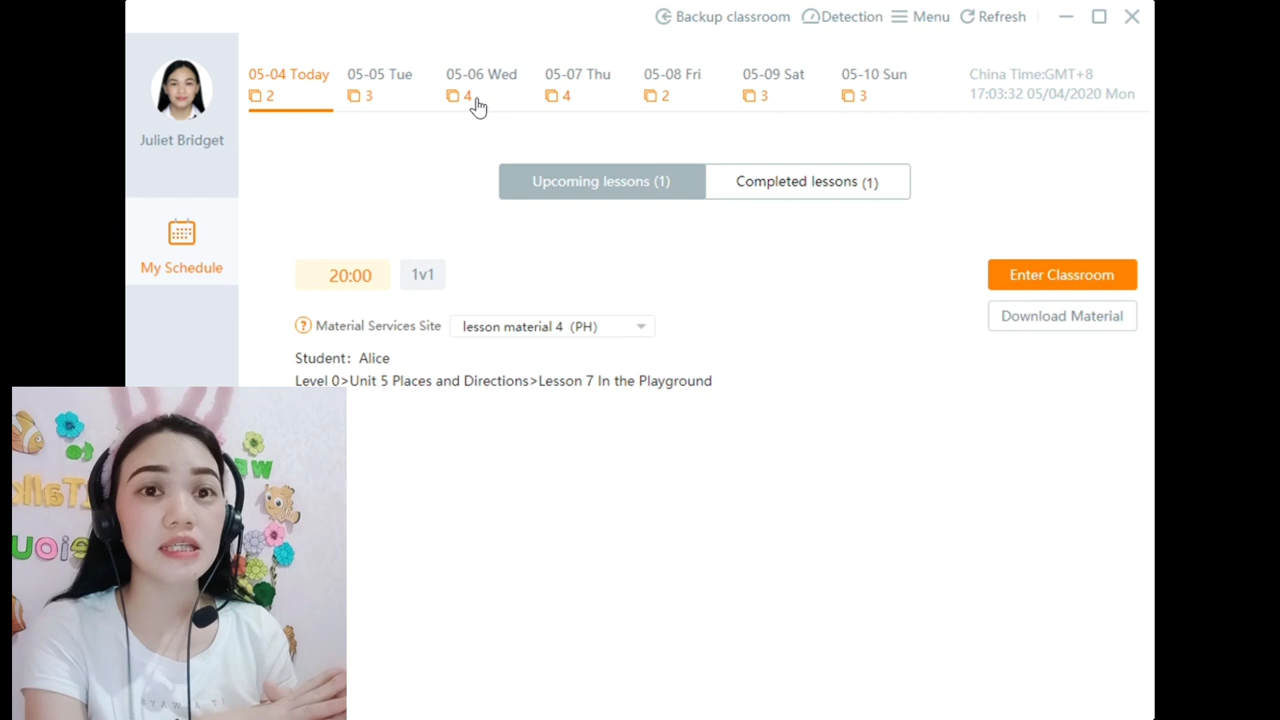 Backup classroom Detection Menu Refresh
05-04 Today 05-05 Tue 05-06 Wed 05-07 Thu 05-08 Fri 05-09 Sat 05-10 Sun
2 3 4 4 2 3 3
China Time:GMT+8
17:03:32 05/04/2020 Mon
Juliet Bridget
My Schedule
Upcoming lessons (1) Completed lessons (1)
20:00 1v1
Enter Classroom
? Material Services Site lesson material 4 (PH)
Download Material
Student: Alice
Level 0>Unit 5 Places and Directions>Lesson 7 In the Playground